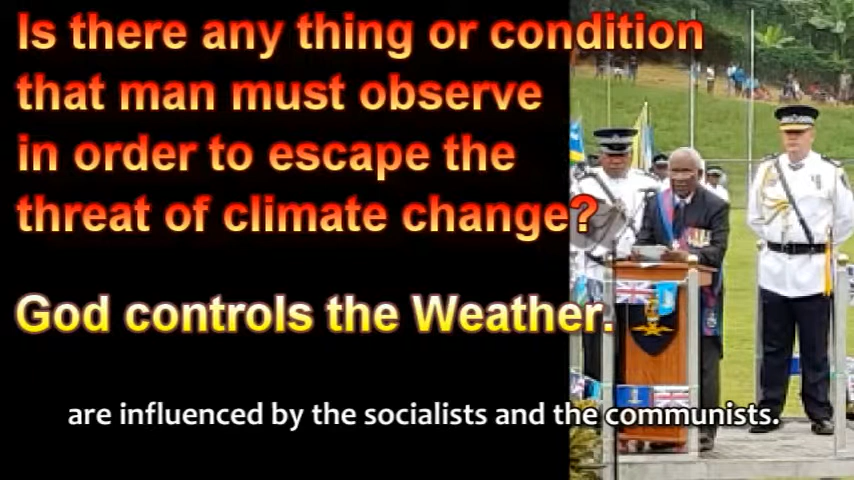 Is there any thing or condition
that man must observe
in order to escape the
threat of climate change?
God controls the Weather.
are influenced by the socialists and the communists.